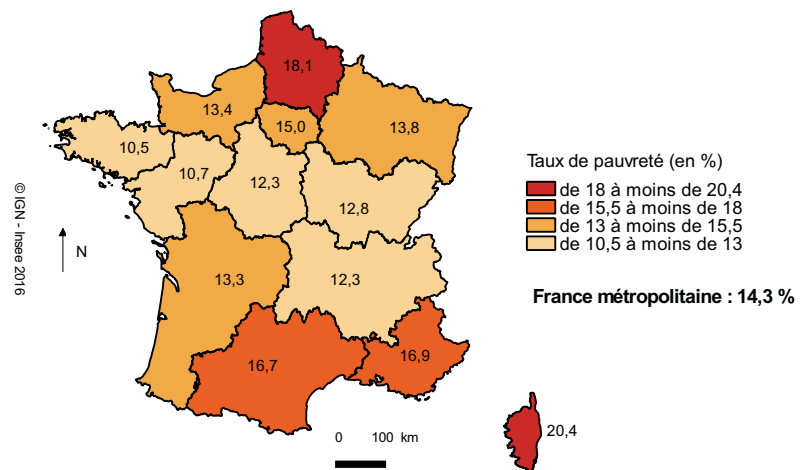 18,1
13,4
15,0
13,8
10,5
10,7
12,3
12,8
13,3
12,3
16,7
16,9
20,4
© IGN - Insee 2016
N
0 100 km
Taux de pauvreté (en %)
de 18 à moins de 20,4
de 15,5 à moins de 18
de 13 à moins de 15,5
de 10,5 à moins de 13
France métropolitaine : 14,3 %